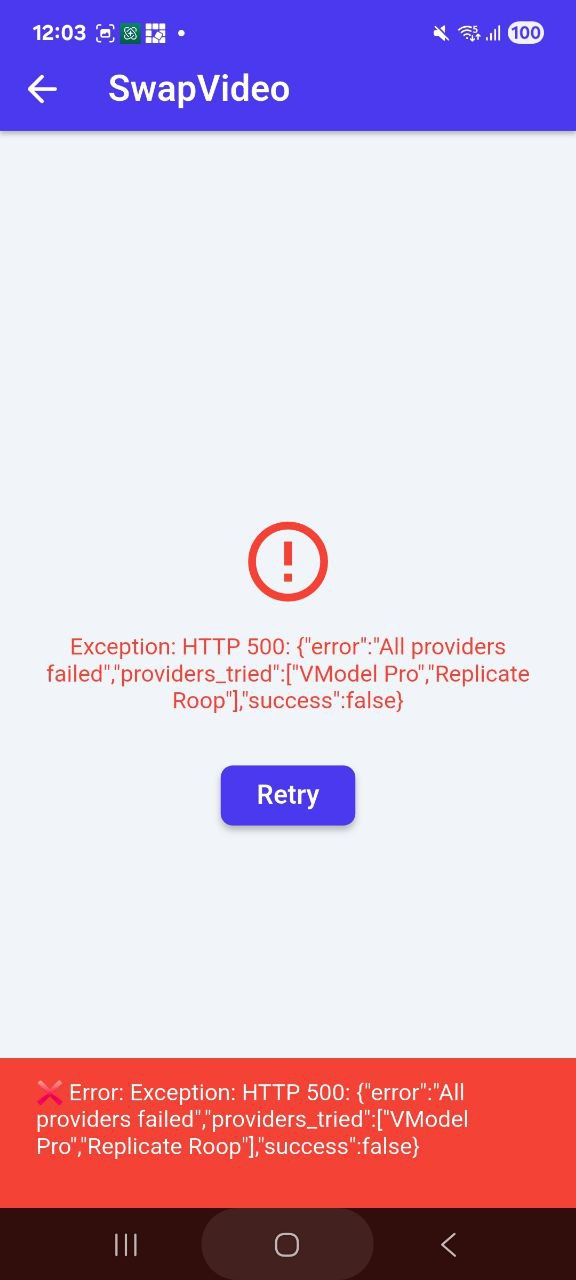 12:03
100
SwapVideo
Exception: HTTP 500: {"error":"All providers
failed","providers_tried":["VModel Pro","Replicate
Roop"],"success":false}
Retry
❌ Error: Exception: HTTP 500: {"error":"All
providers failed","providers_tried":["VModel
Pro","Replicate Roop"],"success":false}